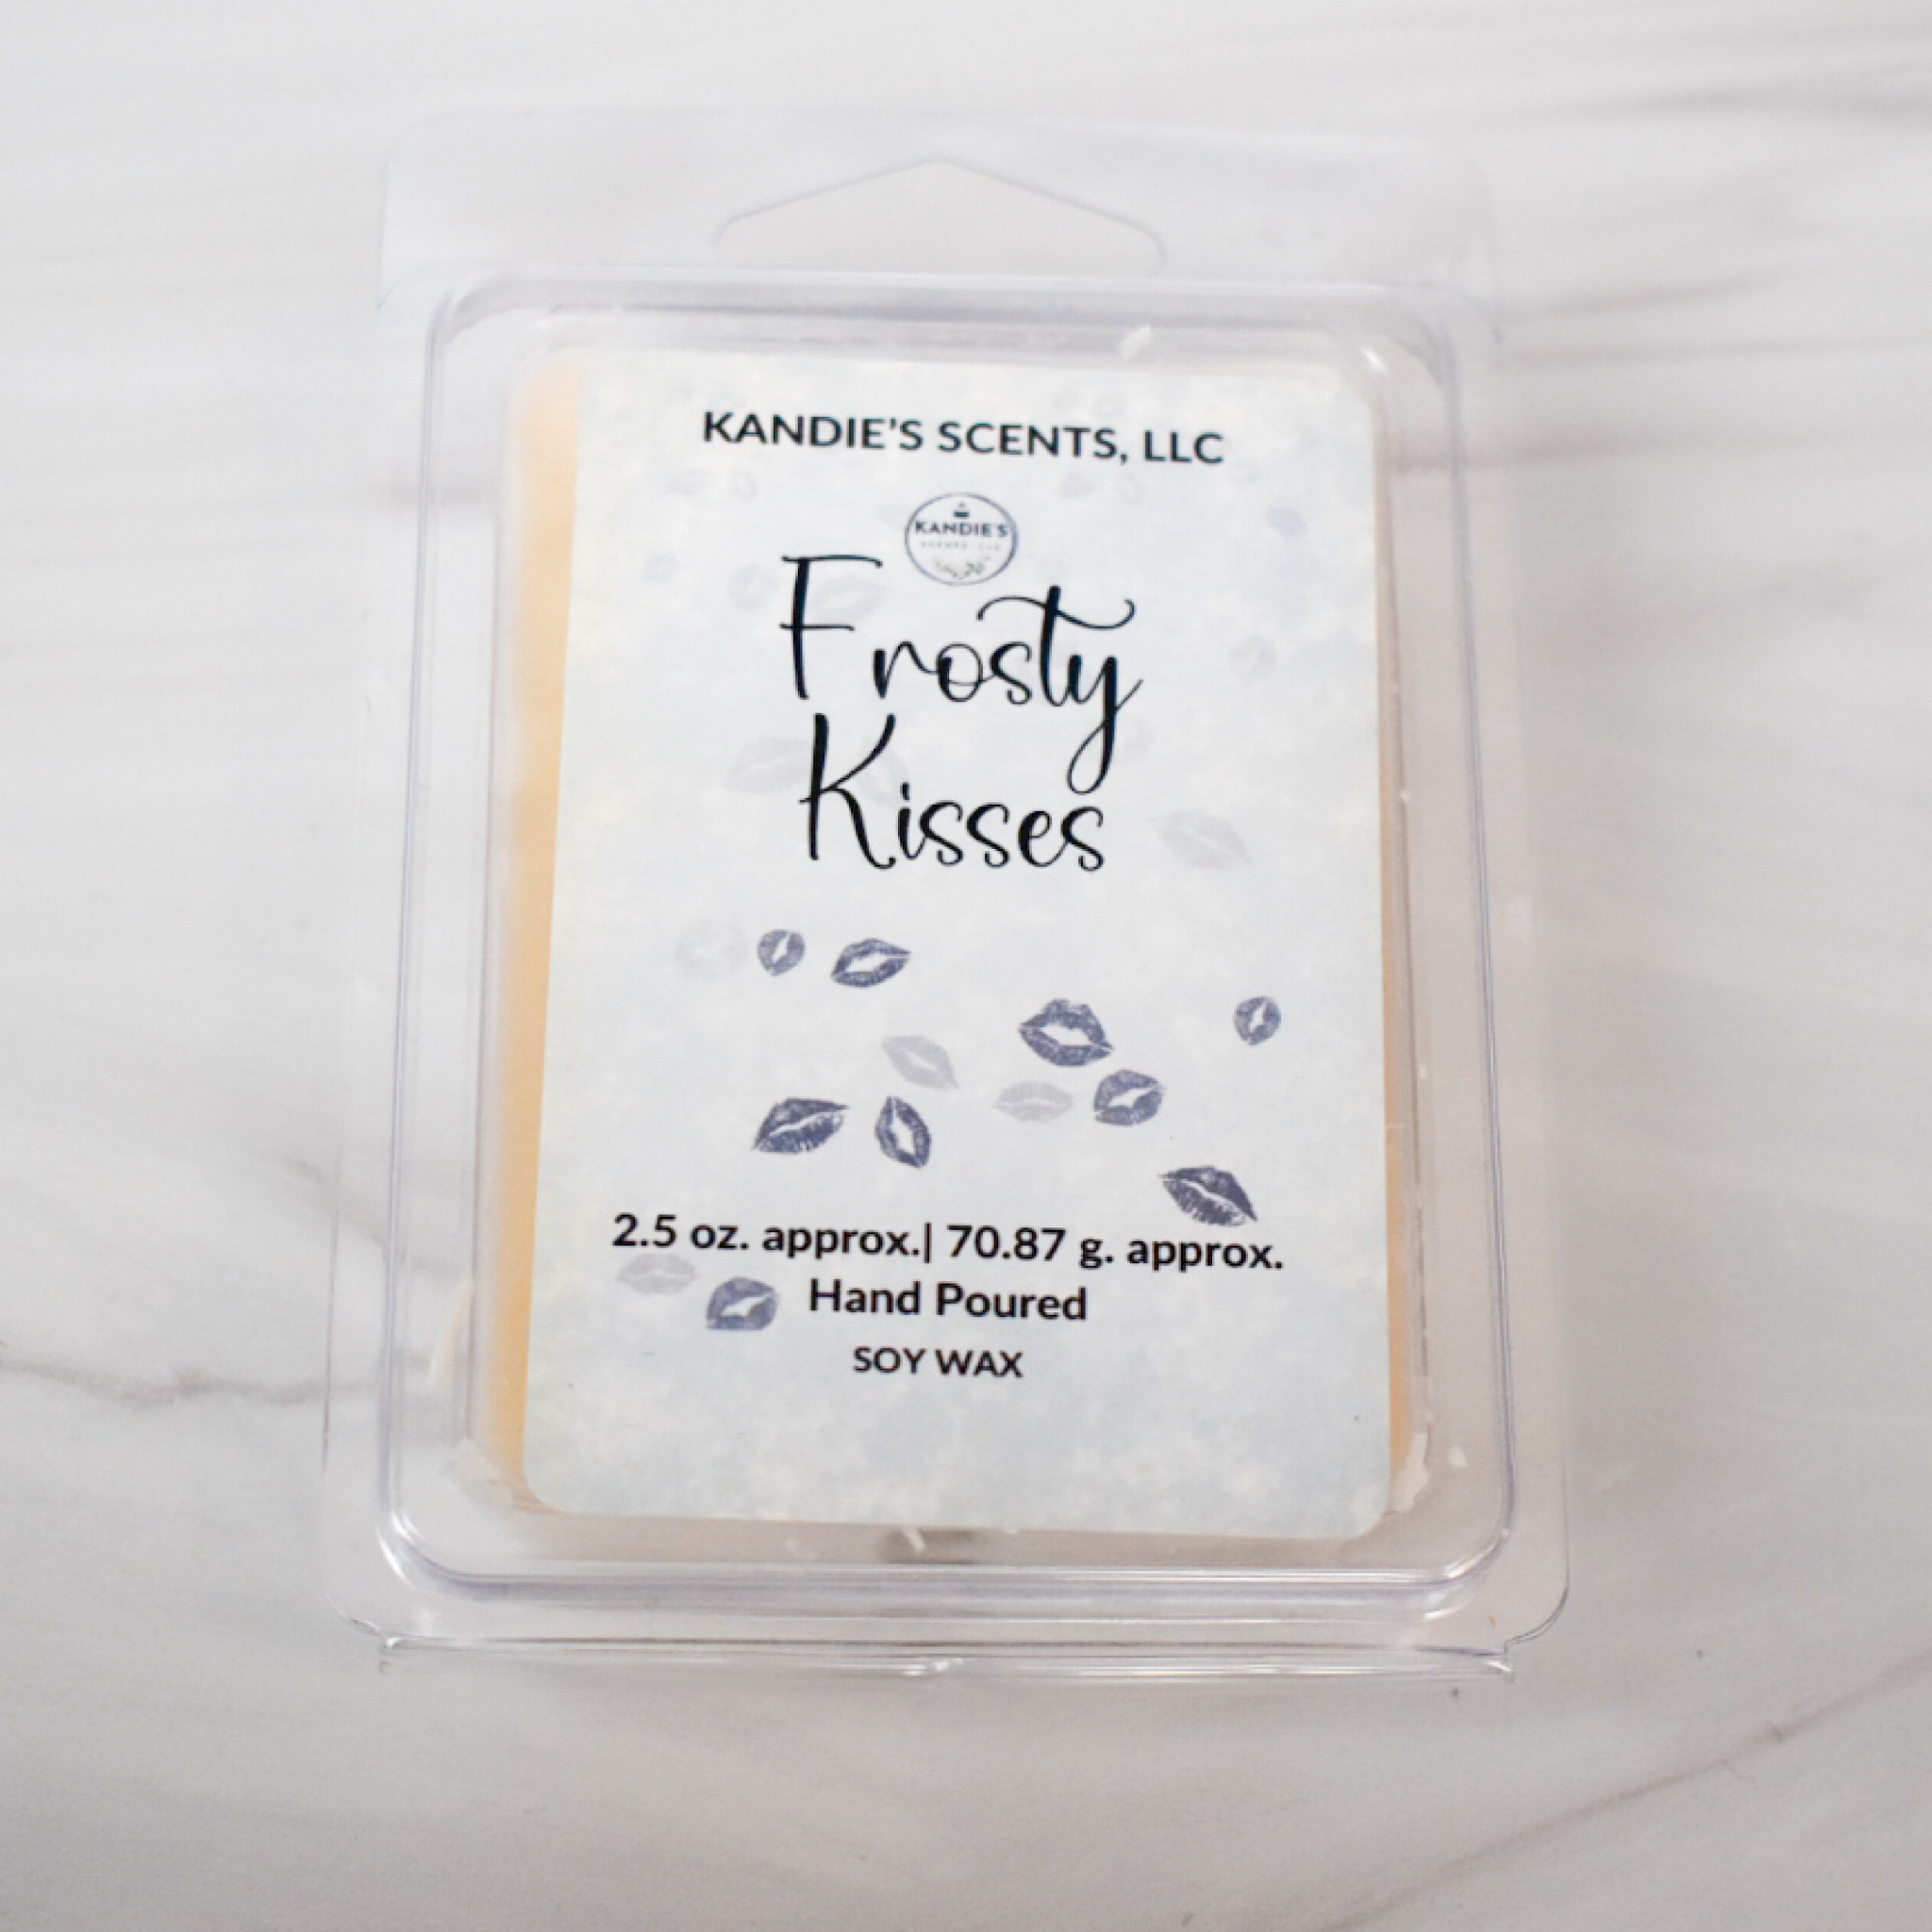 KANDIE'S SCENTS, LLC
KANDIE'S
Frosty
Kisses
2.5 oz. approx.| 70.87 g. approx.
Hand Poured
SOY WAX